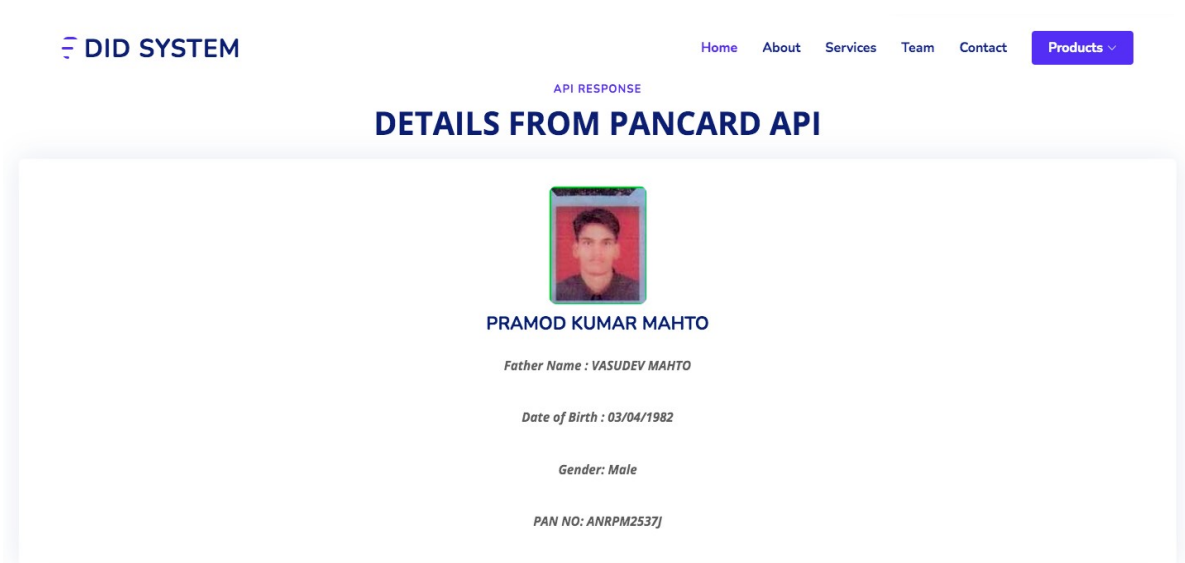 DID SYSTEM
Home About Services Team Contact Products
API RESPONSE
DETAILS FROM PANCARD API
PRAMOD KUMAR MAHTO
Father Name : VASUDEV MAHTO
Date of Birth : 03/04/1982
Gender: Male
PAN NO: ANRPM2537J